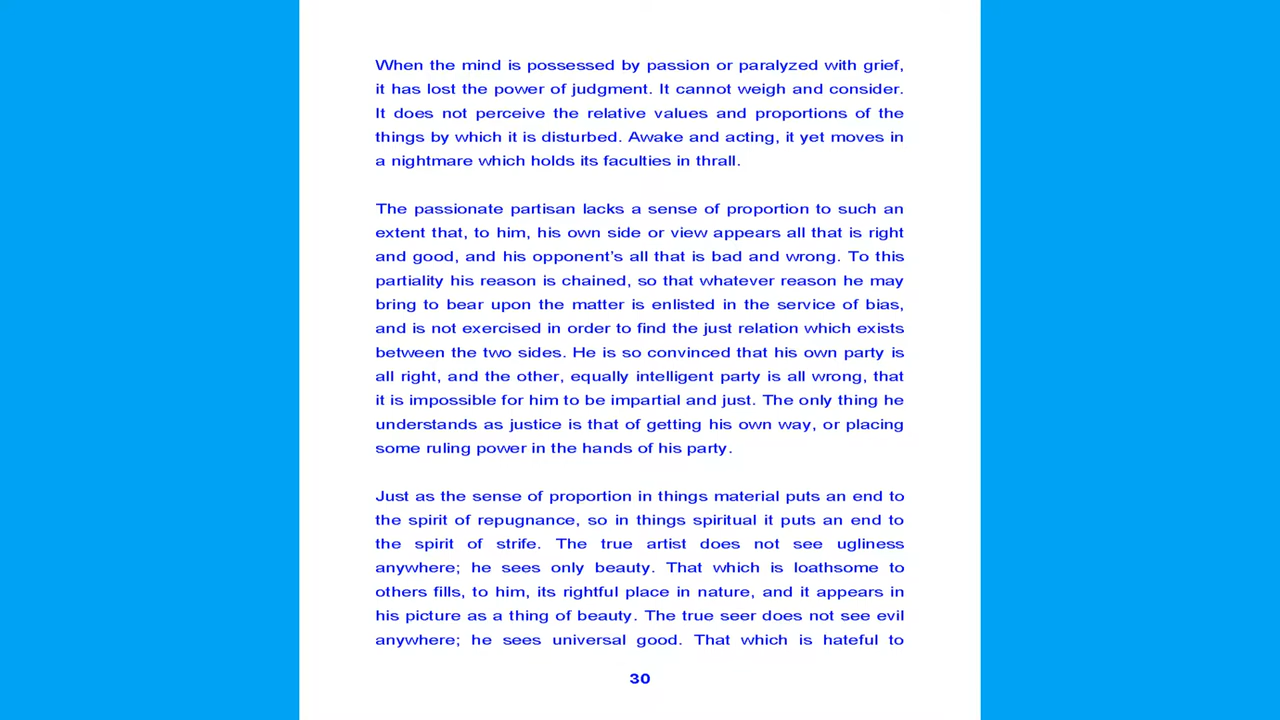 When the mind is possessed by passion or paralyzed with grief,
it has lost the power of judgment. It cannot weigh and consider.
It does not perceive the relative values and proportions of the
things by which it is disturbed. Awake and acting, it yet moves in
a nightmare which holds its faculties in thrall.
The passionate partisan lacks a sense of proportion to such an
extent that, to him, his own side or view appears all that is right
and good, and his opponent's all that is bad and wrong. To this
partiality his reason is chained, so that whatever reason he may
bring to bear upon the matter is enlisted in the service of bias,
and is not exercised in order to find the just relation which exists
between the two sides. He is so convinced that his own party is
all right, and the other, equally intelligent party is all wrong, that
it is impossible for him to be impartial and just. The only thing he
understands as justice is that of getting his own way, or placing
some ruling power in the hands of his party.
Just as the sense of proportion in things material puts an end to
the spirit of repugnance, so in things spiritual it puts an end to
the spirit of strife. The true artist does not see ugliness
anywhere; he sees only beauty. That which is loathsome to
others fills, to him, its rightful place in nature, and it appears in
his picture as a thing of beauty. The true seer does not see evil
anywhere; he sees universal good. That which is hateful to
30